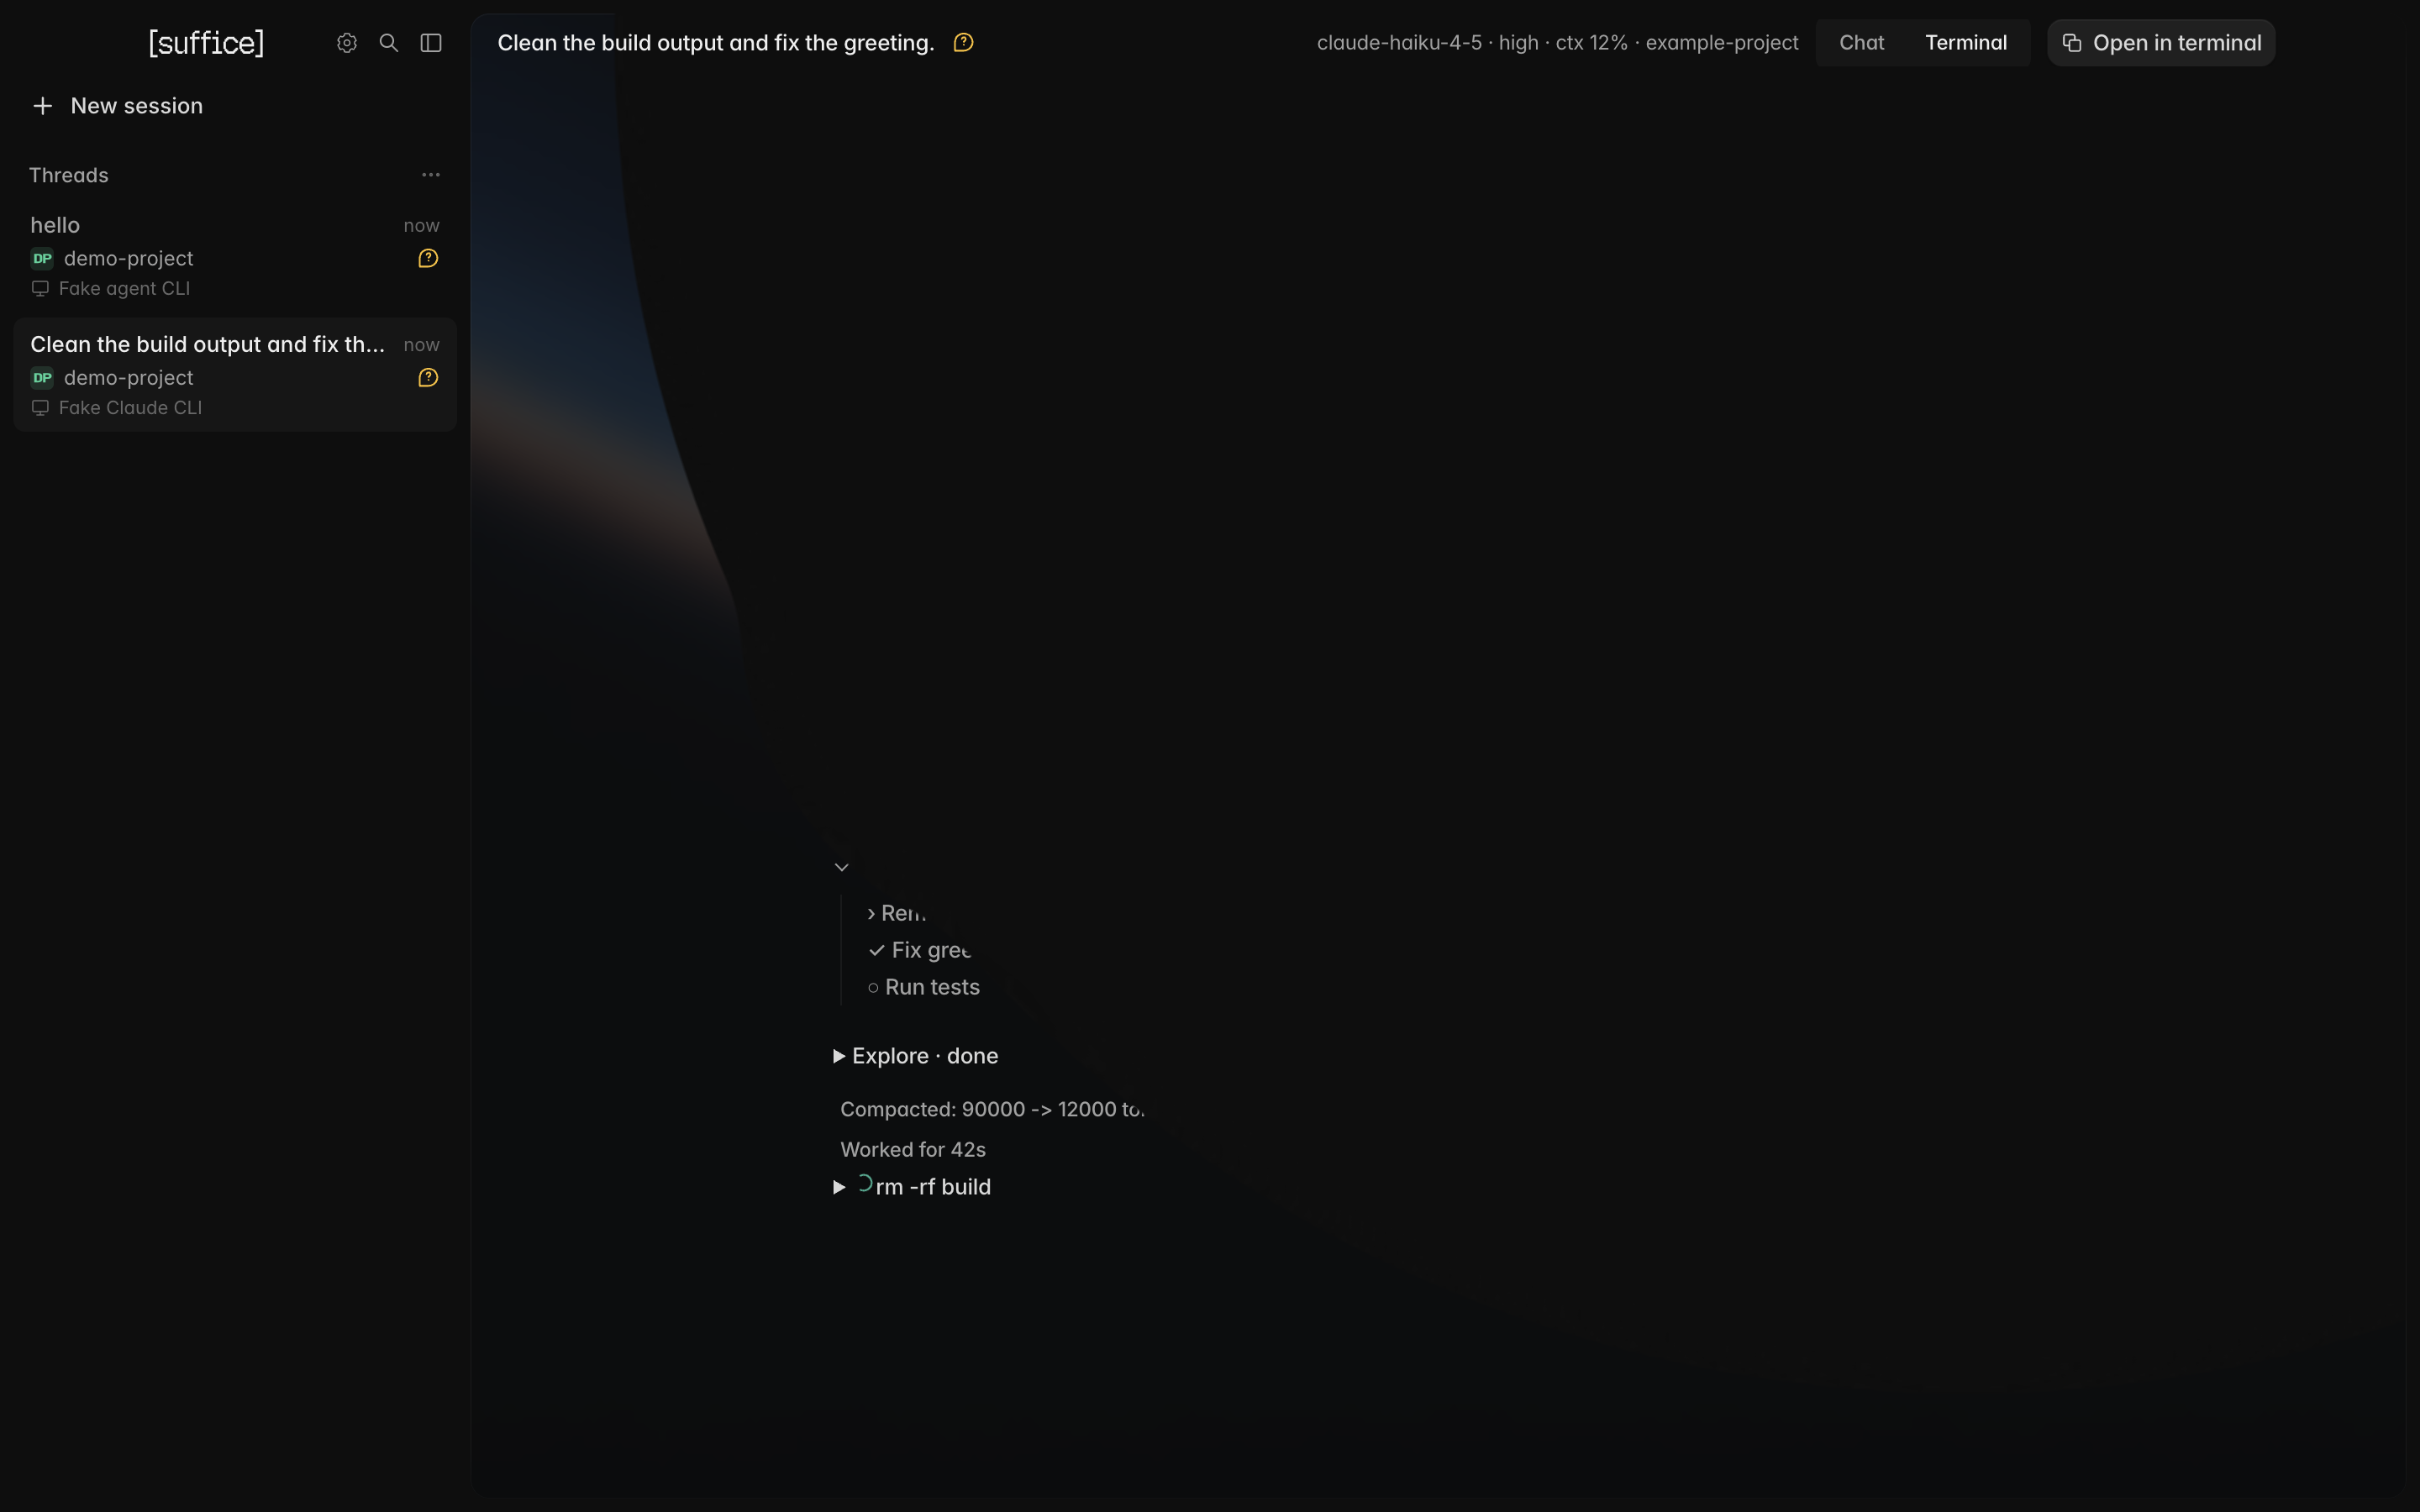 [suffice]
New session
Threads
hello now
DP demo-project
Fake agent CLI
Clean the build output and fix th... now
DP demo-project
Fake Claude CLI
Clean the build output and fix the greeting.
claude-haiku-4-5 · high · ctx 12% · example-project
Chat Terminal
Open in terminal
›
✓ Fix
○ Run tests
▶ Explore · done
Compacted: 90000 -> 12000
Worked for 42s
▶ rm -rf build